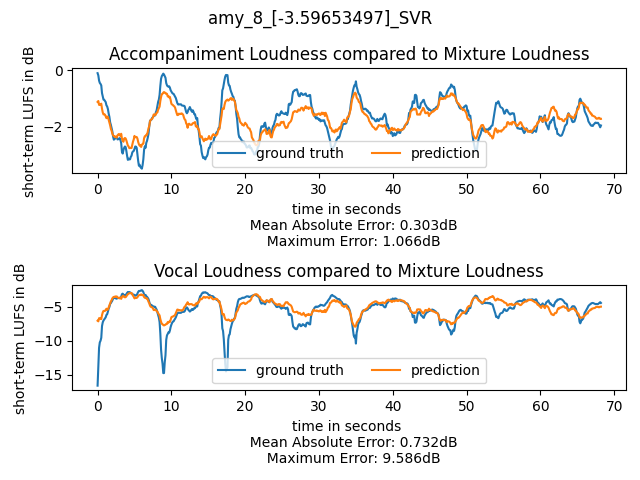 amy_8_[-3.59653497]_SVR
Accompaniment Loudness compared to Mixture Loudness
short-term LUFS in dB
0
−2
ground truth
prediction
0 10 20 30 40 50 60 70
time in seconds
Mean Absolute Error: 0.303dB
Maximum Error: 1.066dB
Vocal Loudness compared to Mixture Loudness
short-term LUFS in dB
−5
−10
−15
ground truth
prediction
0 10 20 30 40 50 60 70
time in seconds
Mean Absolute Error: 0.732dB
Maximum Error: 9.586dB